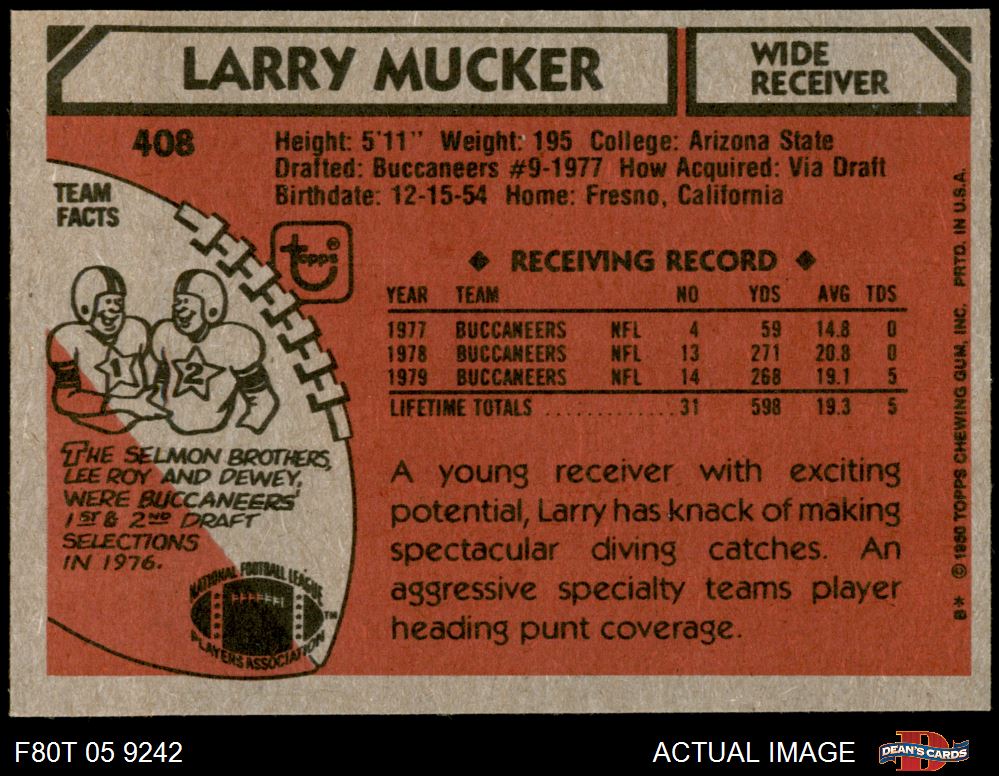 LARRY MUCKER
WIDE
RECEIVER
408
Height: 5'11" Weight: 195 College: Arizona State
Drafted: Buccaneers #9-1977 How Acquired: Via Draft
Birthdate: 12-15-54 Home: Fresno, California
TEAM
FACTS
topps®
1 2
THE SELMON BROTHERS,
LEE ROY AND DEWEY,
WERE BUCCANEERS'
1ST & 2ND DRAFT
SELECTIONS
IN 1976.
NATIONAL FOOTBALL LEAGUE
PLAYERS ASSOCIATION
TM
◆ RECEIVING RECORD ◆
YEAR TEAM NO YDS AVG TDS
1977 BUCCANEERS NFL 4 59 14.8 0
1978 BUCCANEERS NFL 13 271 20.8 0
1979 BUCCANEERS NFL 14 268 19.1 5
LIFETIME TOTALS ............. 31 598 19.3 5
A young receiver with exciting
potential, Larry has knack of making
spectacular diving catches. An
aggressive specialty teams player
heading punt coverage.
B* © 1980 TOPPS CHEWING GUM, INC. PRTD. IN U.S.A.
F80T 05 9242
ACTUAL IMAGE
DEAN'S CARDS